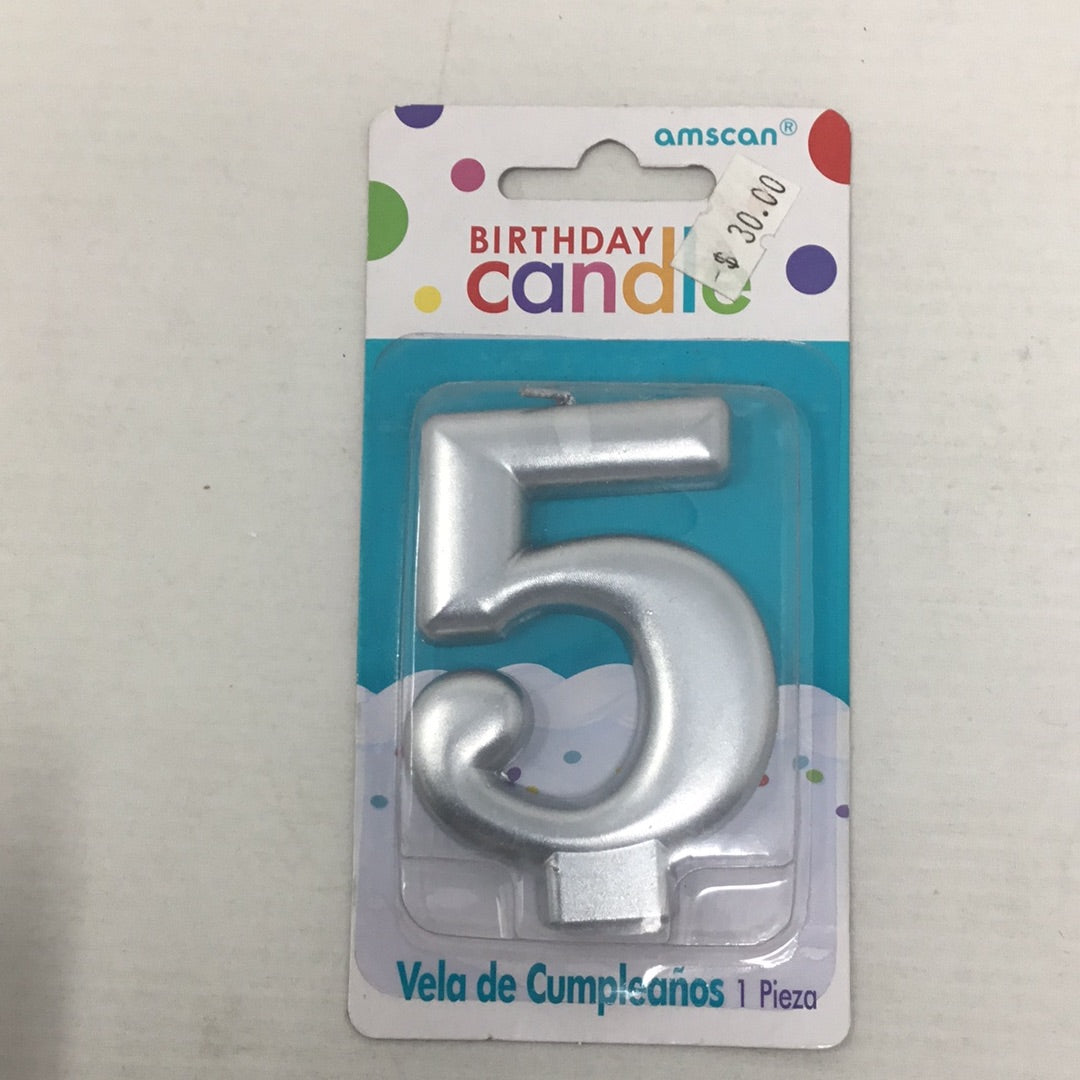 amscan®
$ 30.00
BIRTHDAY
candle
5
Vela de Cumpleaños 1 Pieza